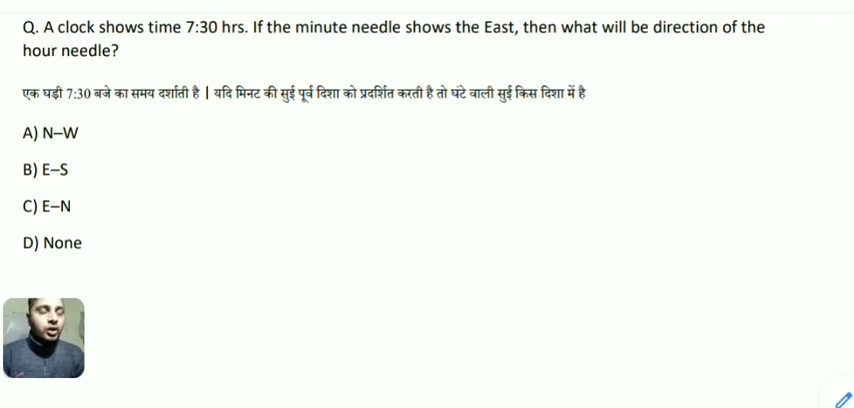 Q. A clock shows time 7:30 hrs. If the minute needle shows the East, then what will be direction of the
hour needle?
एक घड़ी 7:30 बजे का समय दर्शाती है | यदि मिनट की सुई पूर्व दिशा को प्रदर्शित करती है तो घंटे वाली सुई किस दिशा में है
A) N–W
B) E–S
C) E–N
D) None